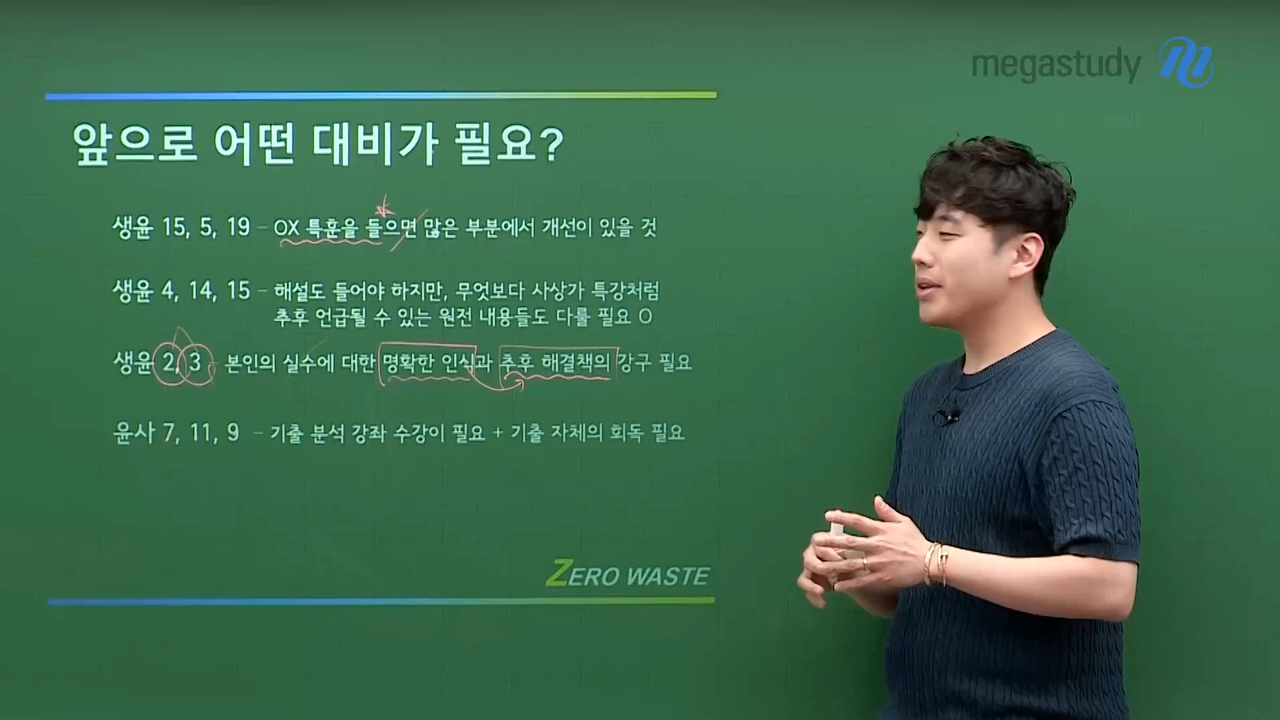 megastudy
앞으로 어떤 대비가 필요?
생윤 15, 5, 19 – OX 특훈을 들으면 많은 부분에서 개선이 있을 것
생윤 4, 14, 15 – 해설도 들어야 하지만, 무엇보다 사상가 특강처럼
추후 언급될 수 있는 원전 내용들도 다룰 필요 O
생윤 2, 3 – 본인의 실수에 대한 명확한 인식과 추후 해결책의 강구 필요
윤사 7, 11, 9 – 기출 분석 강좌 수강이 필요 + 기출 자체의 회독 필요
ZERO WASTE